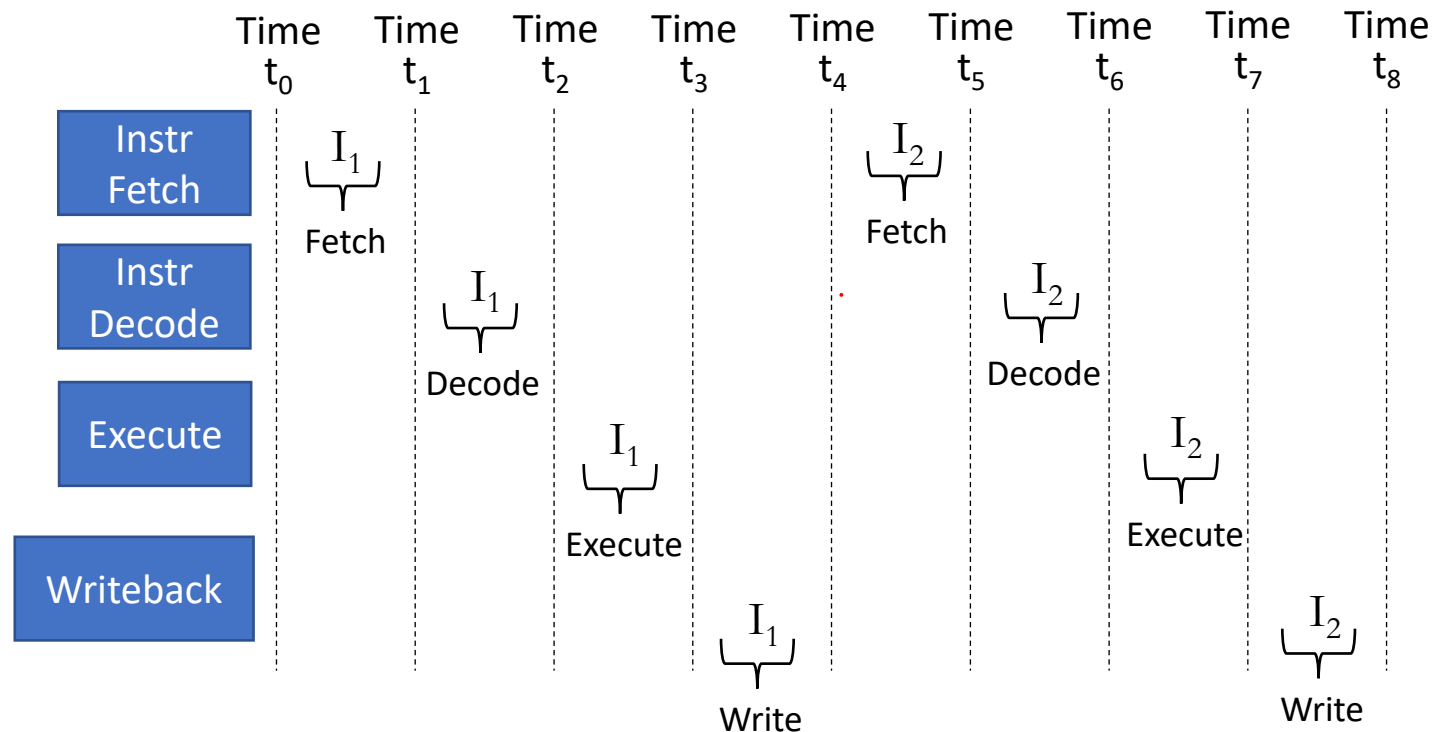 Time Time Time Time Time Time Time Time Time
t₀ t₁ t₂ t₃ t₄ t₅ t₆ t₇ t₈
Instr
Fetch
I₁
Fetch
I₂
Fetch
Instr
Decode
I₁
Decode
I₂
Decode
Execute
I₁
Execute
I₂
Execute
Writeback
I₁
Write
I₂
Write